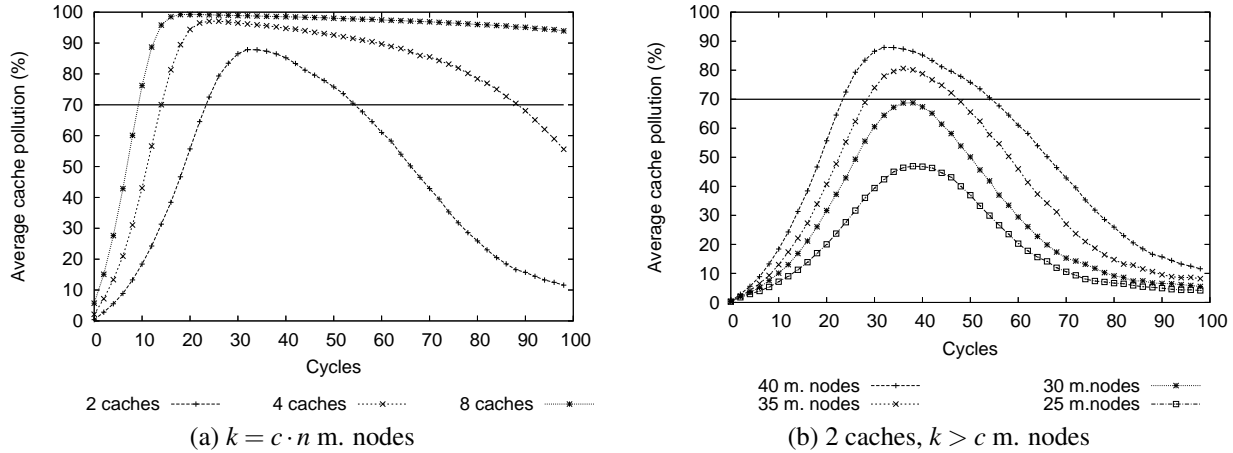 Average cache pollution (%)
100
90
80
70
60
50
40
30
20
10
0
0 10 20 30 40 50 60 70 80 90 100
Cycles
2 caches 4 caches 8 caches
(a) k = c · n m. nodes
Average cache pollution (%)
100
90
80
70
60
50
40
30
20
10
0
0 10 20 30 40 50 60 70 80 90 100
Cycles
40 m. nodes 30 m.nodes
35 m. nodes 25 m.nodes
(b) 2 caches, k > c m. nodes